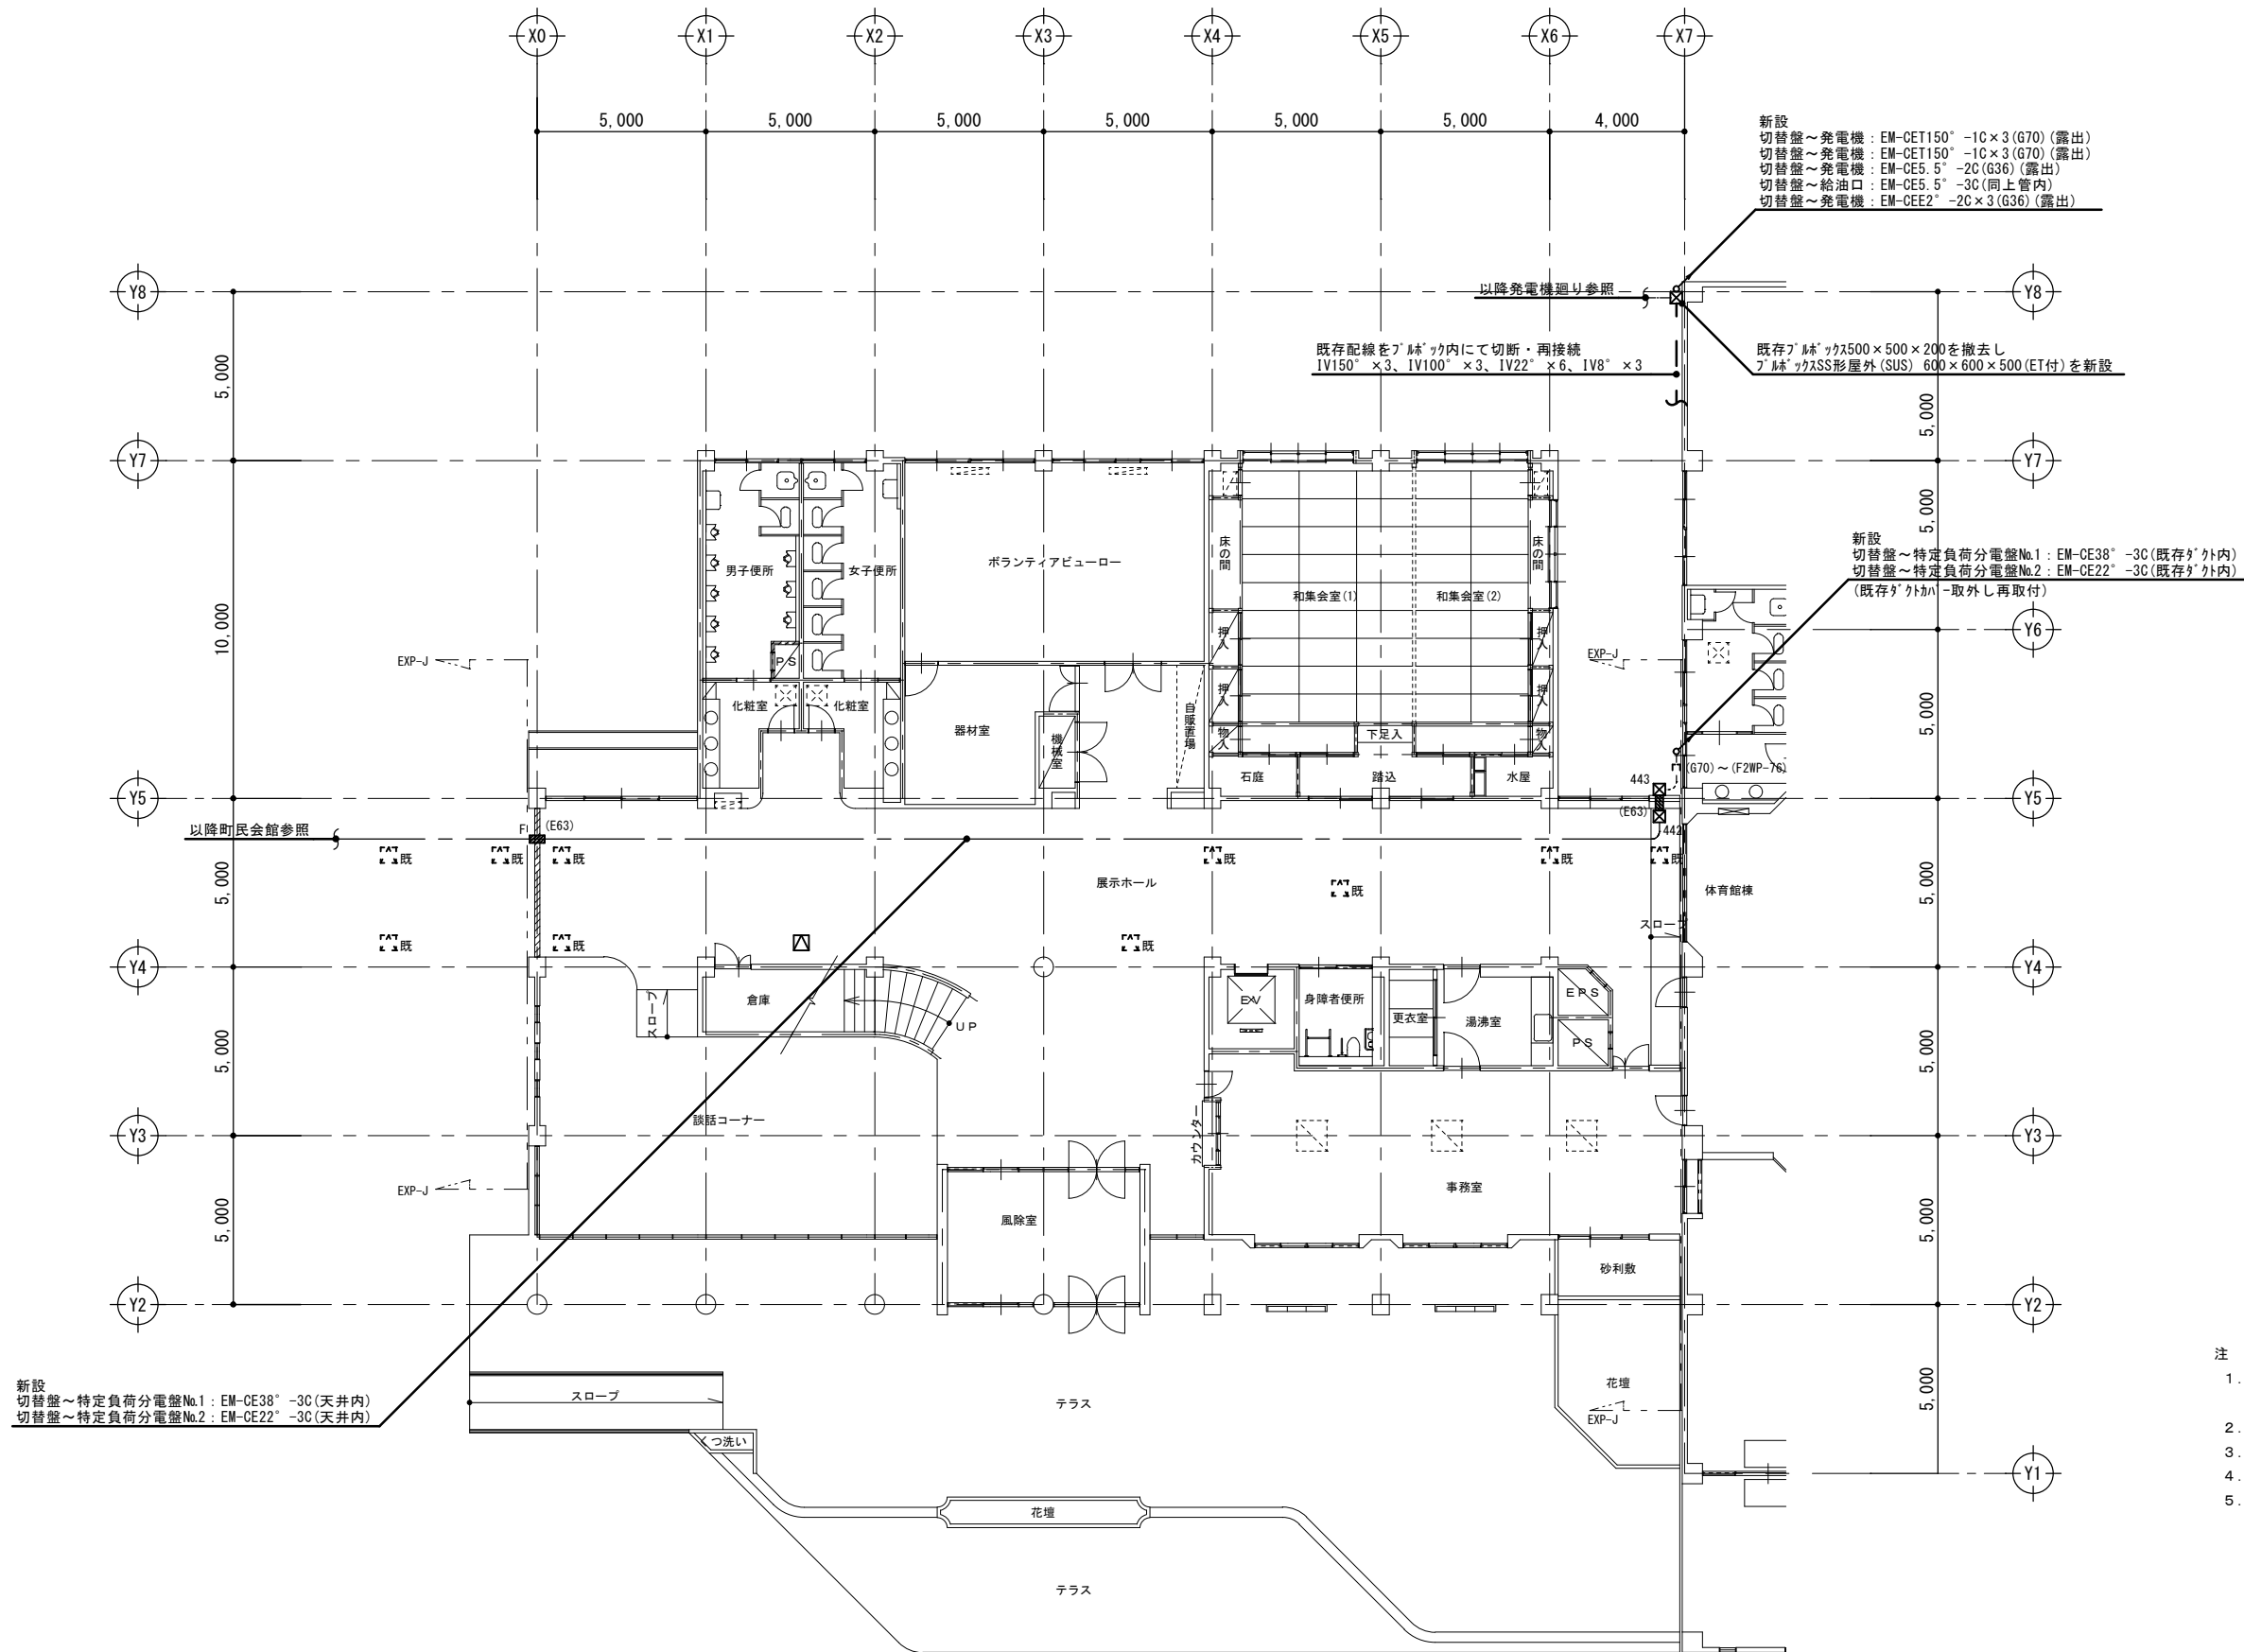 X0 X1 X2 X3 X4 X5 X6 X7
5,000 5,000 5,000 5,000 5,000 5,000 4,000
新設
切替盤～発電機：EM-CET150°-1C×3(G70)(露出)
切替盤～発電機：EM-CET150°-1C×3(G70)(露出)
切替盤～発電機：EM-CE5.5°-2C(G36)(露出)
切替盤～給油口：EM-CE5.5°-3C(同上管内)
切替盤～発電機：EM-CEE2°-2C×3(G36)(露出)
Y8 Y8
以降発電機廻り参照
既存配線をプルボック内にて切断・再接続
IV150°×3、IV100°×3、IV22°×6、IV8°×3
既存プルボックス500×500×200を撤去し
プルボックスSS形屋外(SUS) 600×600×500(ET付)を新設
5,000
5,000
Y7 Y7
5,000
新設
切替盤～特定負荷分電盤№1：EM-CE38°-3C(既存ダクト内)
切替盤～特定負荷分電盤№2：EM-CE22°-3C(既存ダクト内)
(既存ダクトカバー取外し再取付)
床の間
床の間
男子便所
女子便所
ボランティアビューロー
和集会室(1)
和集会室(2)
10,000
Y6
押入
押入
PS
EXP-J
EXP-J
押入
押入
化粧室
化粧室
器材室
機械室
自販置場
物入
下足入
物入
5,000
石庭
踏込
水屋
443
(G70)～(F2WP-76)
Y5 Y5
(E63)
(E63)
442
以降町民会館参照
F
既 既 既 既 既 既
展示ホール
既
体育館棟
5,000
5,000
スロープ
既 既 既
Y4 Y4
倉庫
スロープ
UP
EV
身障者便所
更衣室
湯沸室
EPS
PS
5,000
5,000
談話コーナー
カウンター
Y3 Y3
EXP-J
事務室
風除室
5,000
5,000
砂利敷
Y2 Y2
新設
切替盤～特定負荷分電盤№1：EM-CE38°-3C(天井内)
切替盤～特定負荷分電盤№2：EM-CE22°-3C(天井内)
スロープ
テラス
花壇
EXP-J
5,000
くつ洗い
Y1
花壇
テラス
注
1.
2.
3.
4.
5.